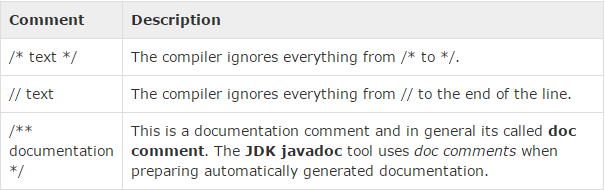 Comment Description
/* text */ The compiler ignores everything from /* to */.
// text The compiler ignores everything from // to the end of the line.
/** This is a documentation comment and in general its called doc
documentation comment. The JDK javadoc tool uses doc comments when
*/ preparing automatically generated documentation.